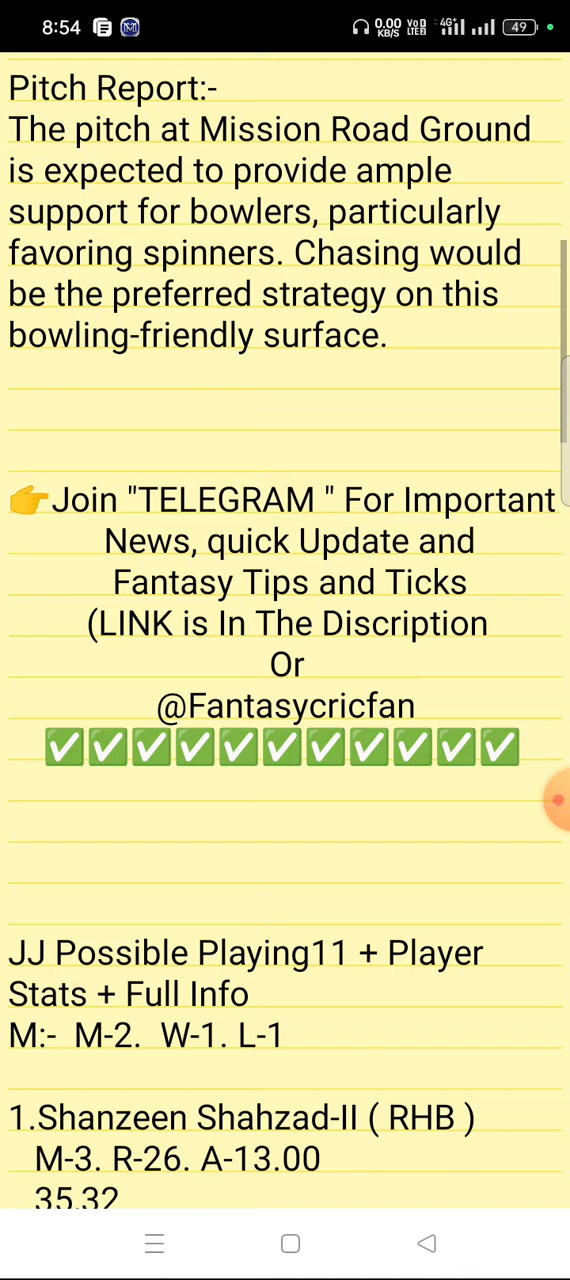 8:54
0.00
KB/S
VoD
LTE
4G+
49
Pitch Report:-
The pitch at Mission Road Ground
is expected to provide ample
support for bowlers, particularly
favoring spinners. Chasing would
be the preferred strategy on this
bowling-friendly surface.
👉Join "TELEGRAM " For Important
News, quick Update and
Fantasy Tips and Ticks
(LINK is In The Discription
Or
@Fantasycricfan
✅✅✅✅✅✅✅✅✅✅✅
JJ Possible Playing11 + Player
Stats + Full Info
M:-  M-2.  W-1. L-1
1.Shanzeen Shahzad-II ( RHB )
M-3. R-26. A-13.00
35,32